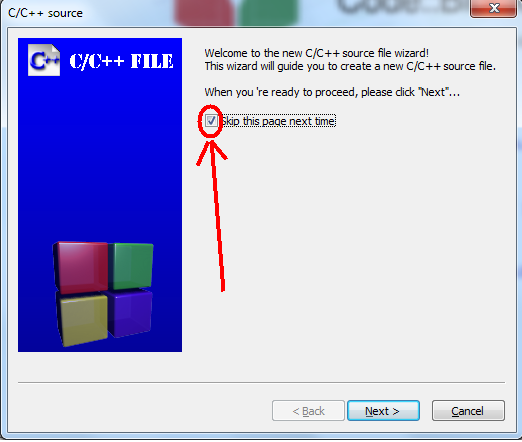 C/C++ source
C++
C/C++ FILE
Welcome to the new C/C++ source file wizard!
This wizard will guide you to create a new C/C++ source file.
When you 're ready to proceed, please click "Next"...
Skip this page next time
< Back
Next >
Cancel